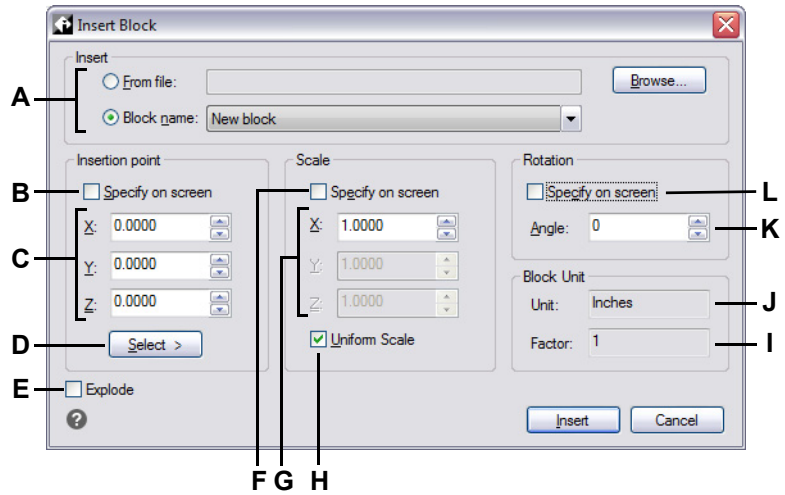 Insert Block
Insert
A
From file:
Browse...
Block name: New block
Insertion point
Scale
Rotation
B
Specify on screen
Specify on screen
Specify on screen
L
C
X: 0.0000
Y: 0.0000
Z: 0.0000
X: 1.0000
Y: 1.0000
Z: 1.0000
Angle: 0
K
Block Unit
Unit: Inches
J
D
Select >
Uniform Scale
Factor: 1
I
E
Explode
?
Insert
Cancel
F G H